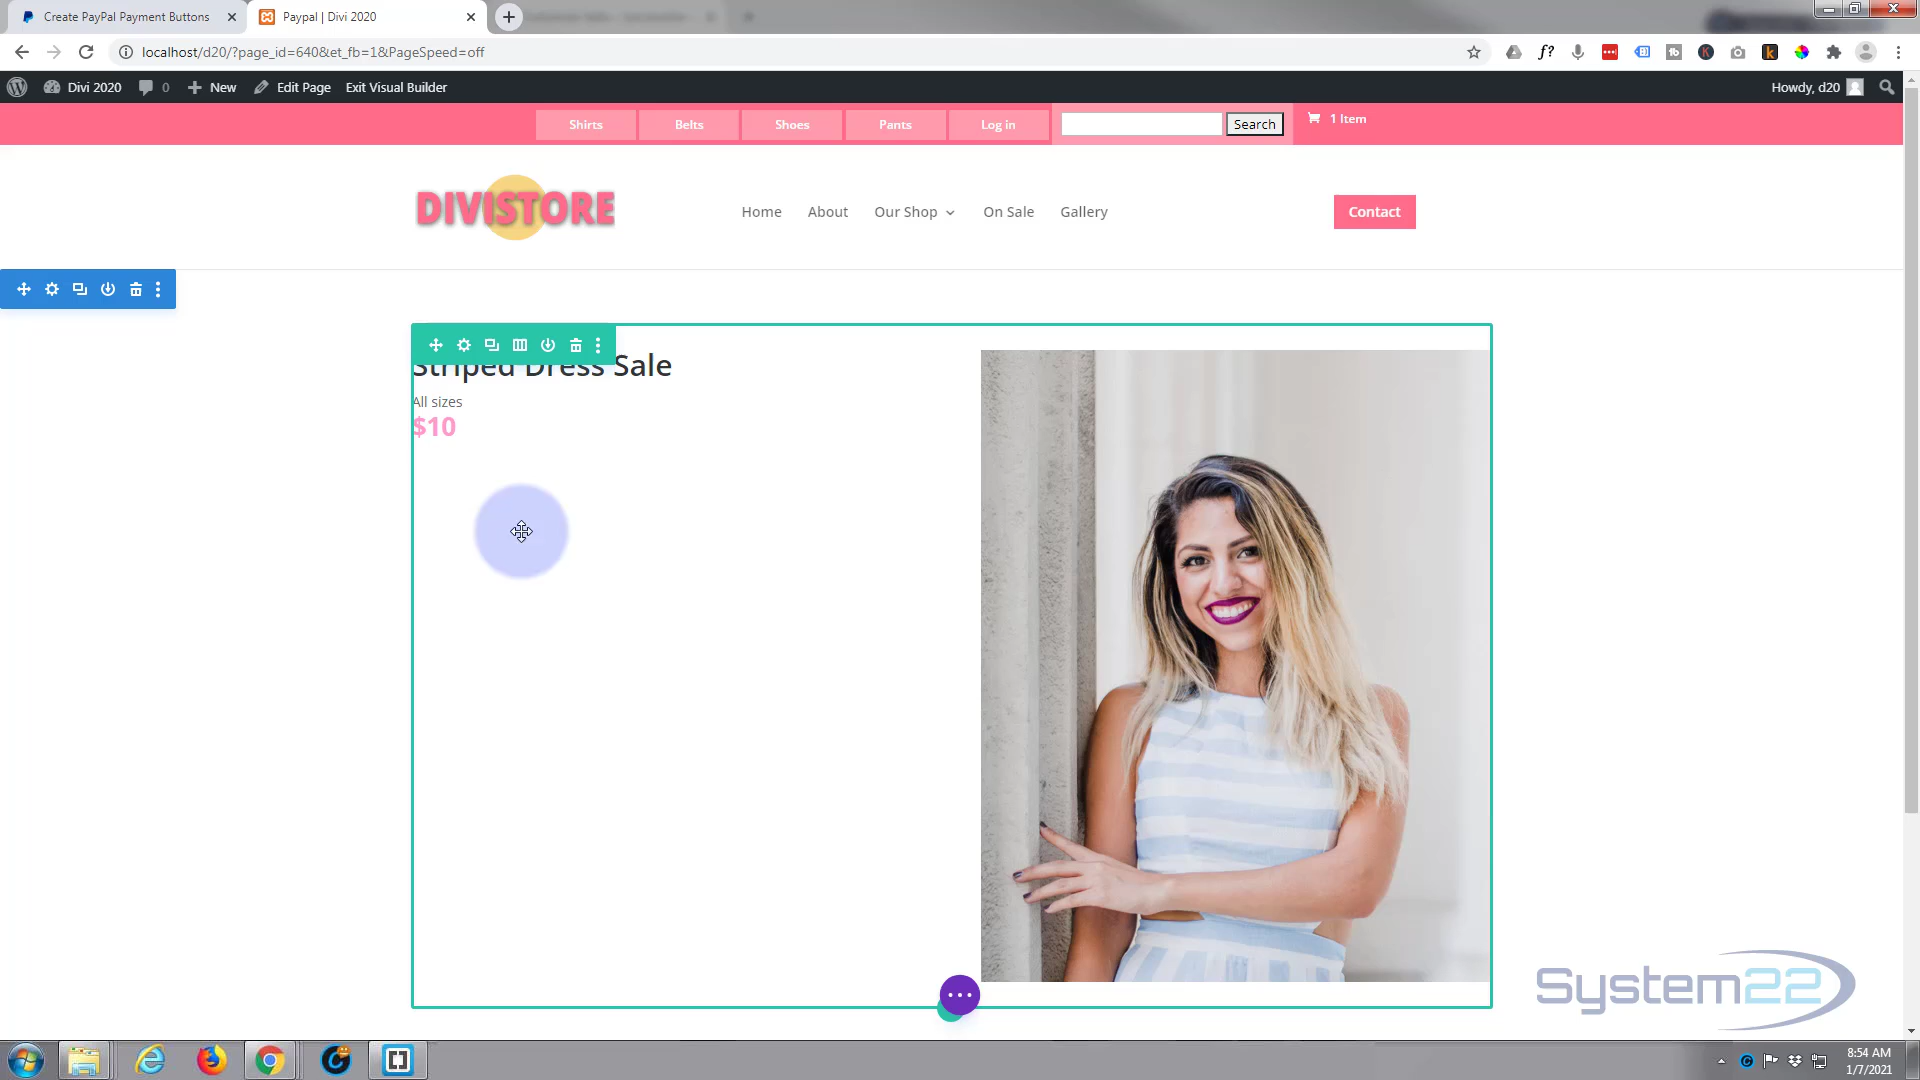 Create PayPal Payment Buttons
Paypal | Divi 2020
localhost/d20/?page_id=640&et_fb=1&PageSpeed=off
Divi 2020
0
New
Edit Page
Exit Visual Builder
Howdy, d20
Shirts
Belts
Shoes
Pants
Log in
Search
1 Item
DIVISTORE
Home
About
Our Shop
On Sale
Gallery
Contact
Striped Dress Sale
All sizes
$10
System22
8:54 AM
1/7/2021